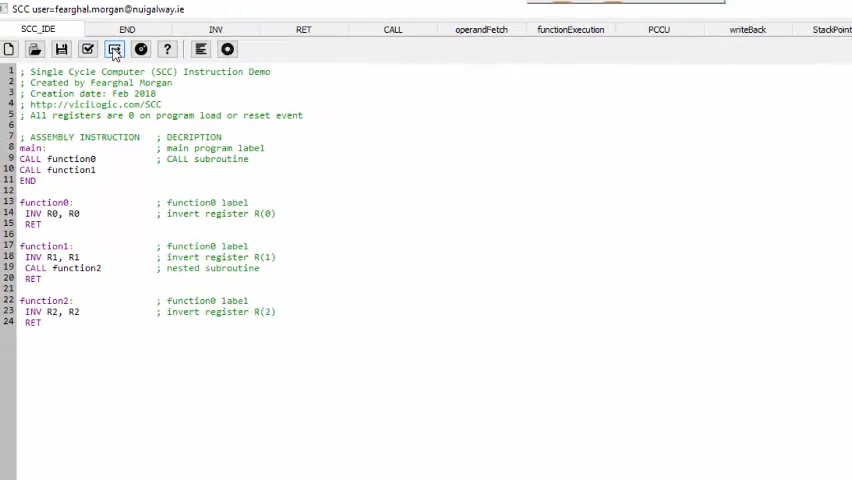 SCC user=fearghal.morgan@nuigalway.ie
SCC_IDE END INV RET CALL operandFetch functionExecution PCCU writeBack StackPoint
?
1 ; Single Cycle Computer (SCC) Instruction Demo
2 ; Created by Fearghal Morgan
3 ; Creation date: Feb 2018
4 ; http://viciLogic.com/SCC
5 ; All registers are 0 on program load or reset event
6
7 ; ASSEMBLY INSTRUCTION ; DECRIPTION
8 main: ; main program label
9 CALL function0 ; CALL subroutine
10 CALL function1
11 END
12
13 function0: ; function0 label
14 INV R0, R0 ; invert register R(0)
15 RET
16
17 function1: ; function0 label
18 INV R1, R1 ; invert register R(1)
19 CALL function2 ; nested subroutine
20 RET
21
22 function2: ; function0 label
23 INV R2, R2 ; invert register R(2)
24 RET